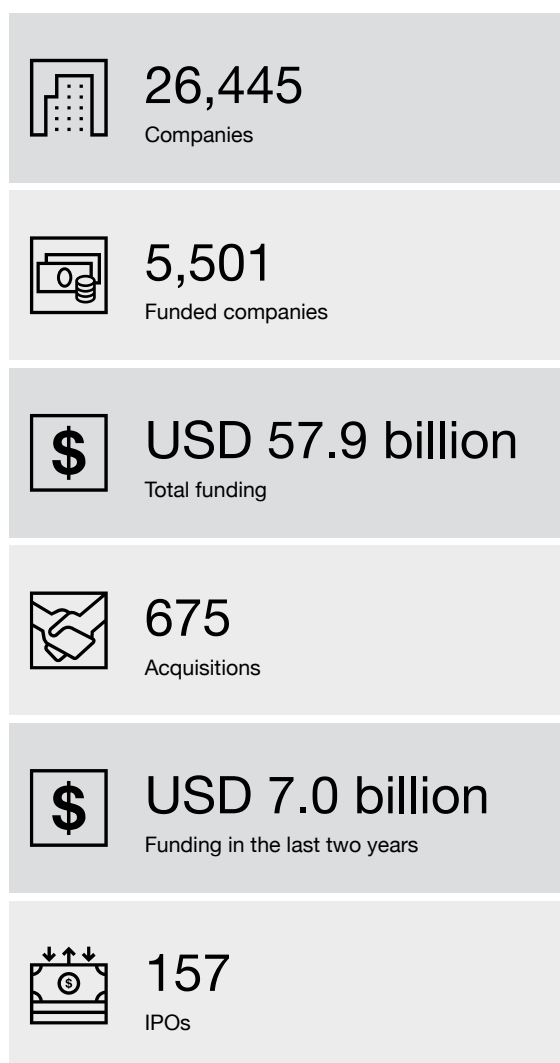 26,445
Companies
5,501
Funded companies
$
USD 57.9 billion
Total funding
675
Acquisitions
$
USD 7.0 billion
Funding in the last two years
$
157
IPOs